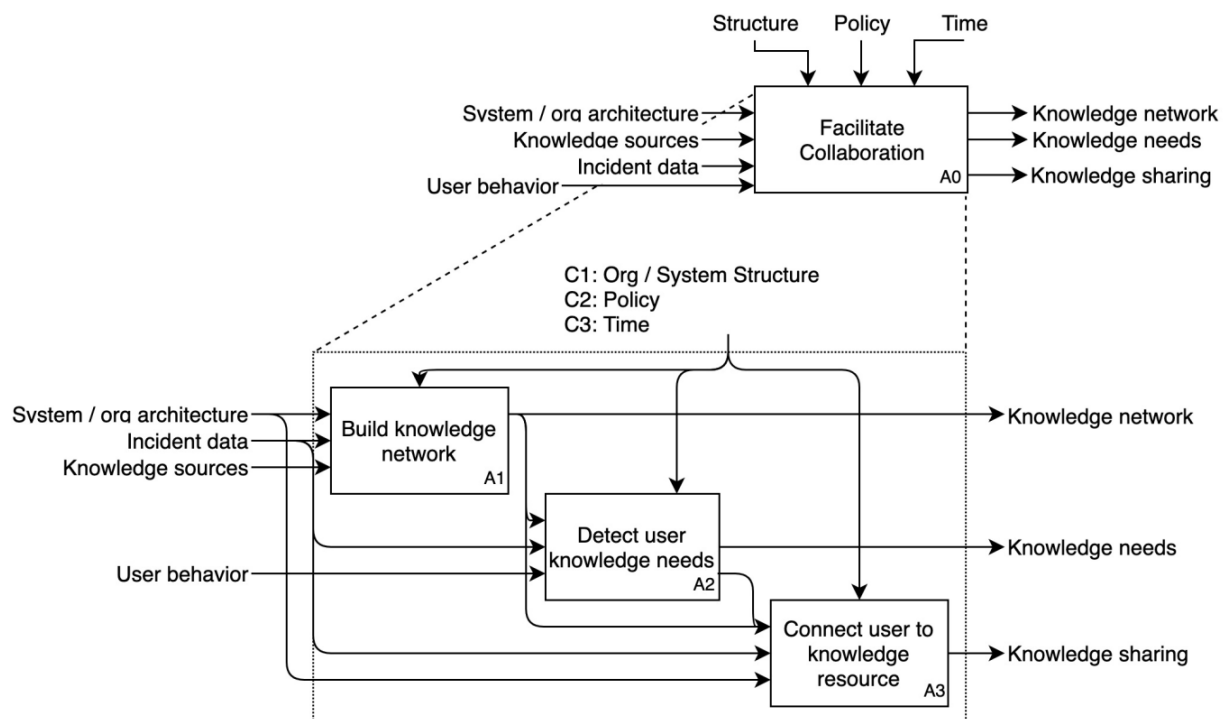 Structure
Policy
Time
System / org architecture
Knowledge sources
Incident data
User behavior
Facilitate
Collaboration
A0
Knowledge network
Knowledge needs
Knowledge sharing
C1: Org / System Structure
C2: Policy
C3: Time
System / org architecture
Incident data
Knowledge sources
User behavior
Build knowledge
network
A1
Detect user
knowledge needs
A2
Connect user to
knowledge
resource
A3
Knowledge network
Knowledge needs
Knowledge sharing